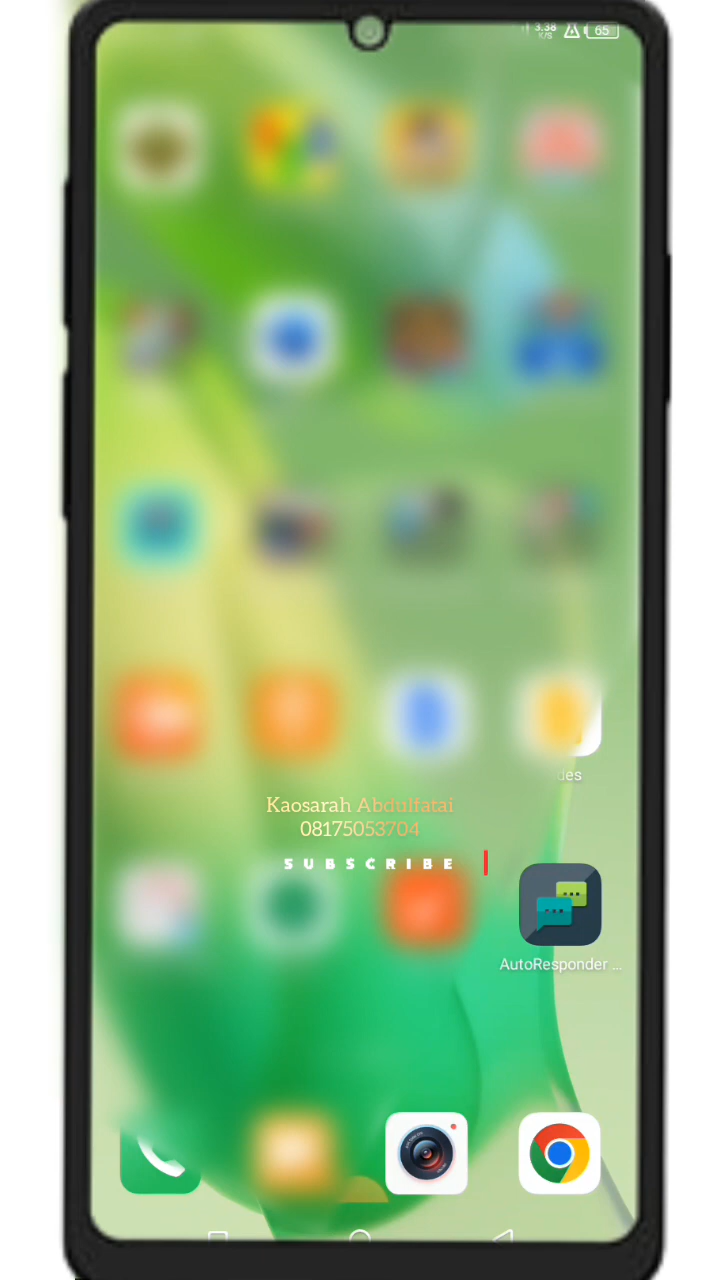 3.38
K/S
65
des
Kaosarah Abdulfatai
08175053704
SUBSCRIBE
AutoResponder ...